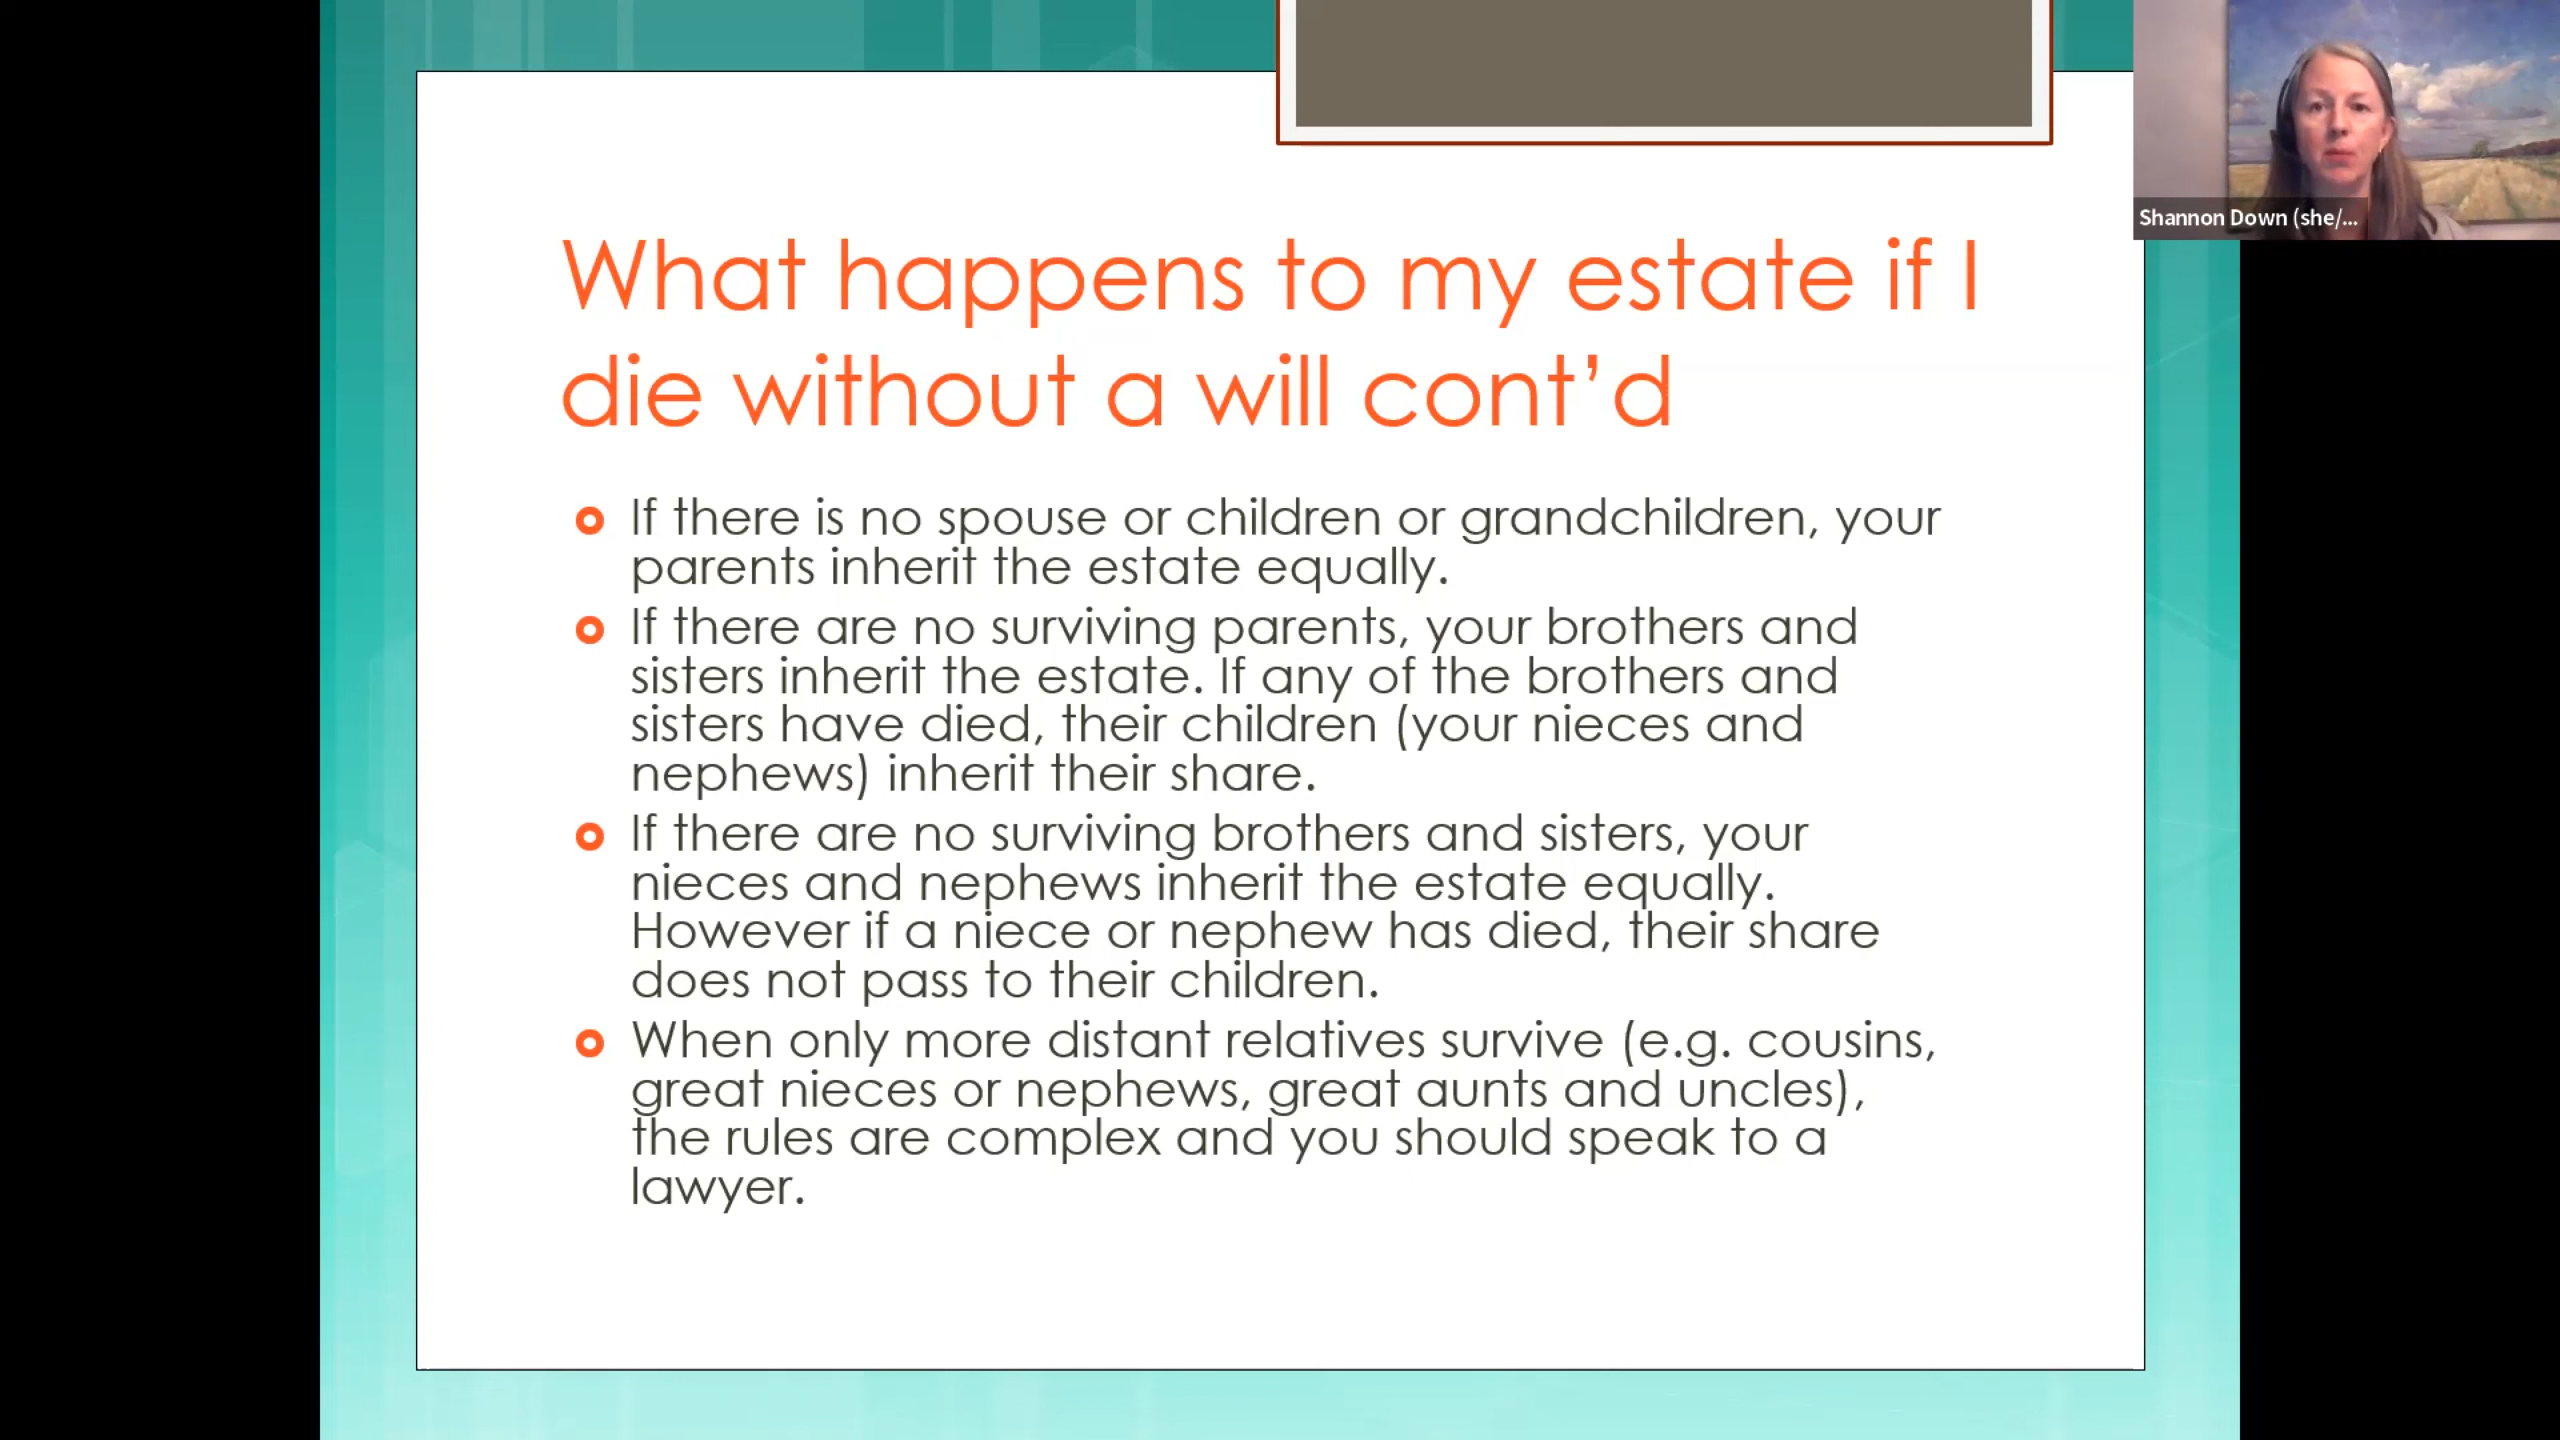 What happens to my estate if I
die without a will cont’d
If there is no spouse or children or grandchildren, your
parents inherit the estate equally.
If there are no surviving parents, your brothers and
sisters inherit the estate. If any of the brothers and
sisters have died, their children (your nieces and
nephews) inherit their share.
If there are no surviving brothers and sisters, your
nieces and nephews inherit the estate equally.
However if a niece or nephew has died, their share
does not pass to their children.
When only more distant relatives survive (e.g. cousins,
great nieces or nephews, great aunts and uncles),
the rules are complex and you should speak to a
lawyer.
Shannon Down (she/...